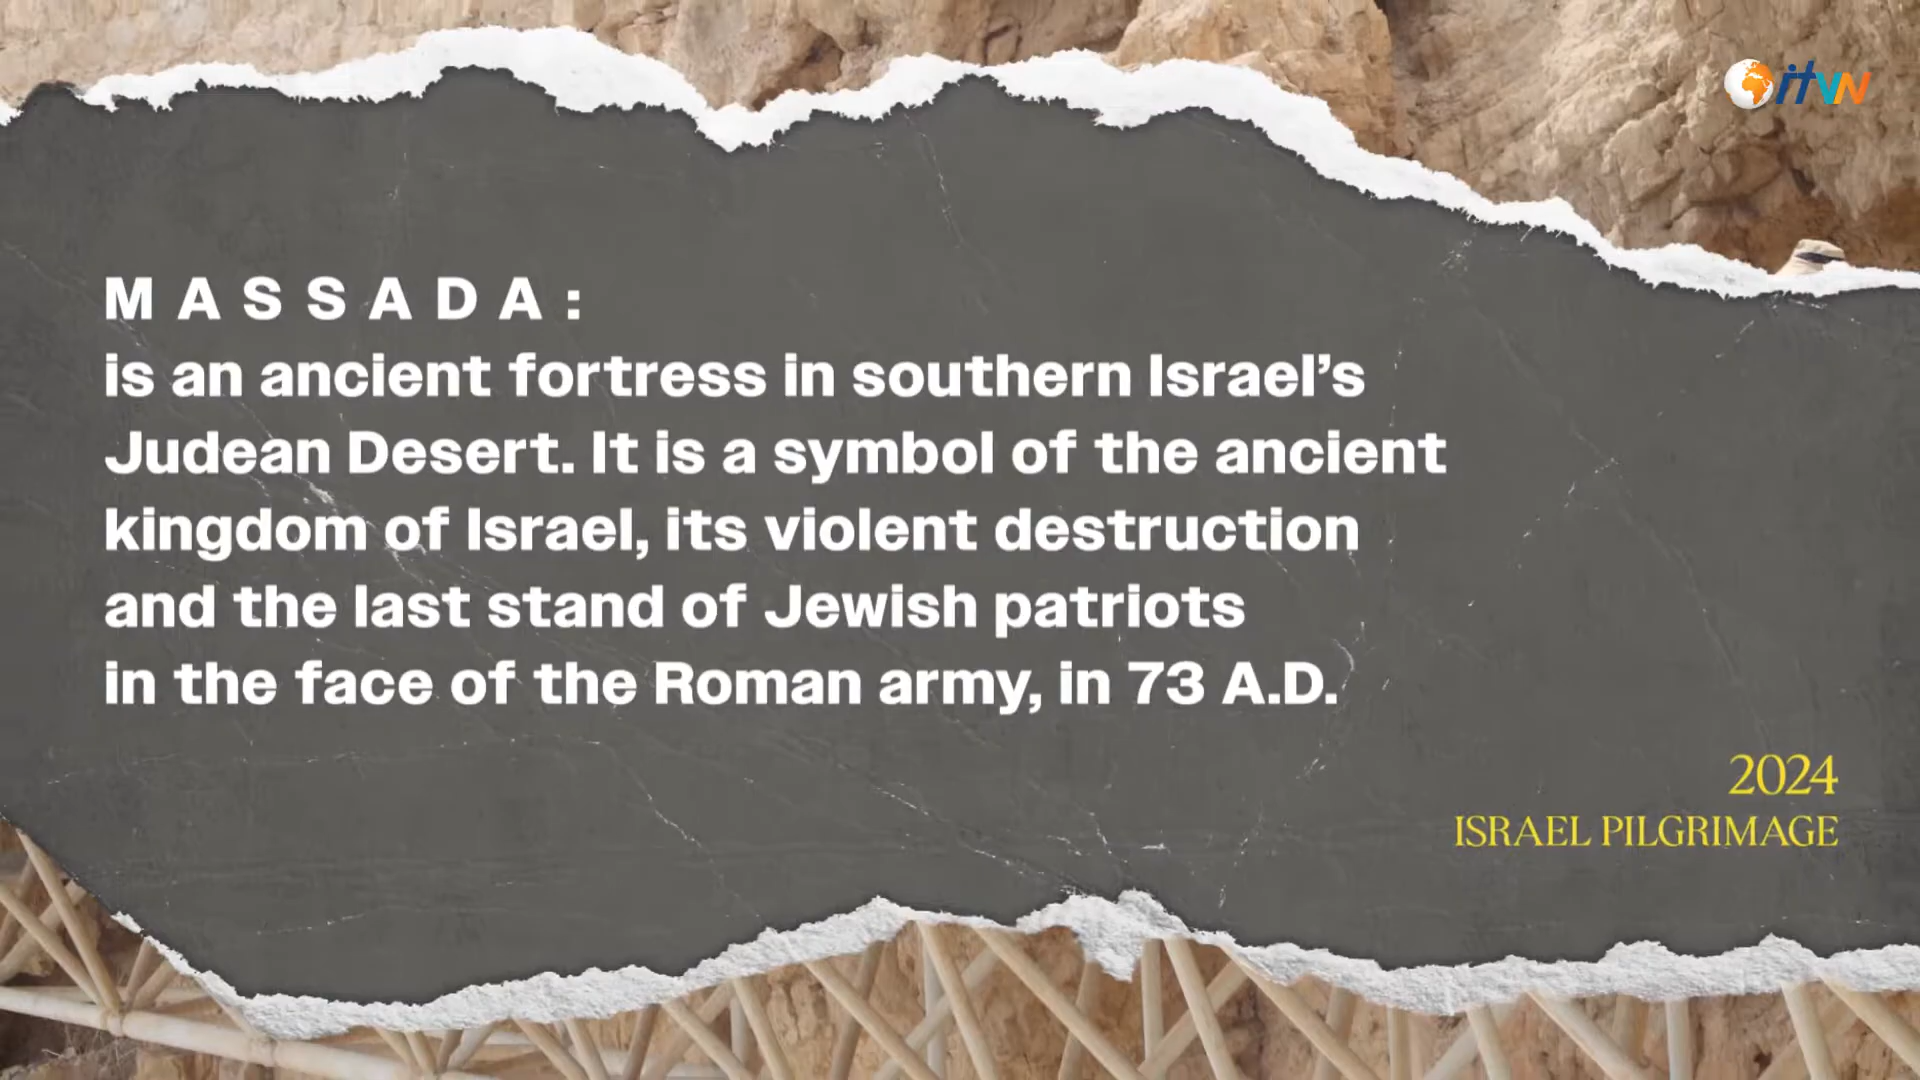 itVN
M A S S A D A :
is an ancient fortress in southern Israel’s
Judean Desert. It is a symbol of the ancient
kingdom of Israel, its violent destruction
and the last stand of Jewish patriots
in the face of the Roman army, in 73 A.D.
2024
ISRAEL PILGRIMAGE